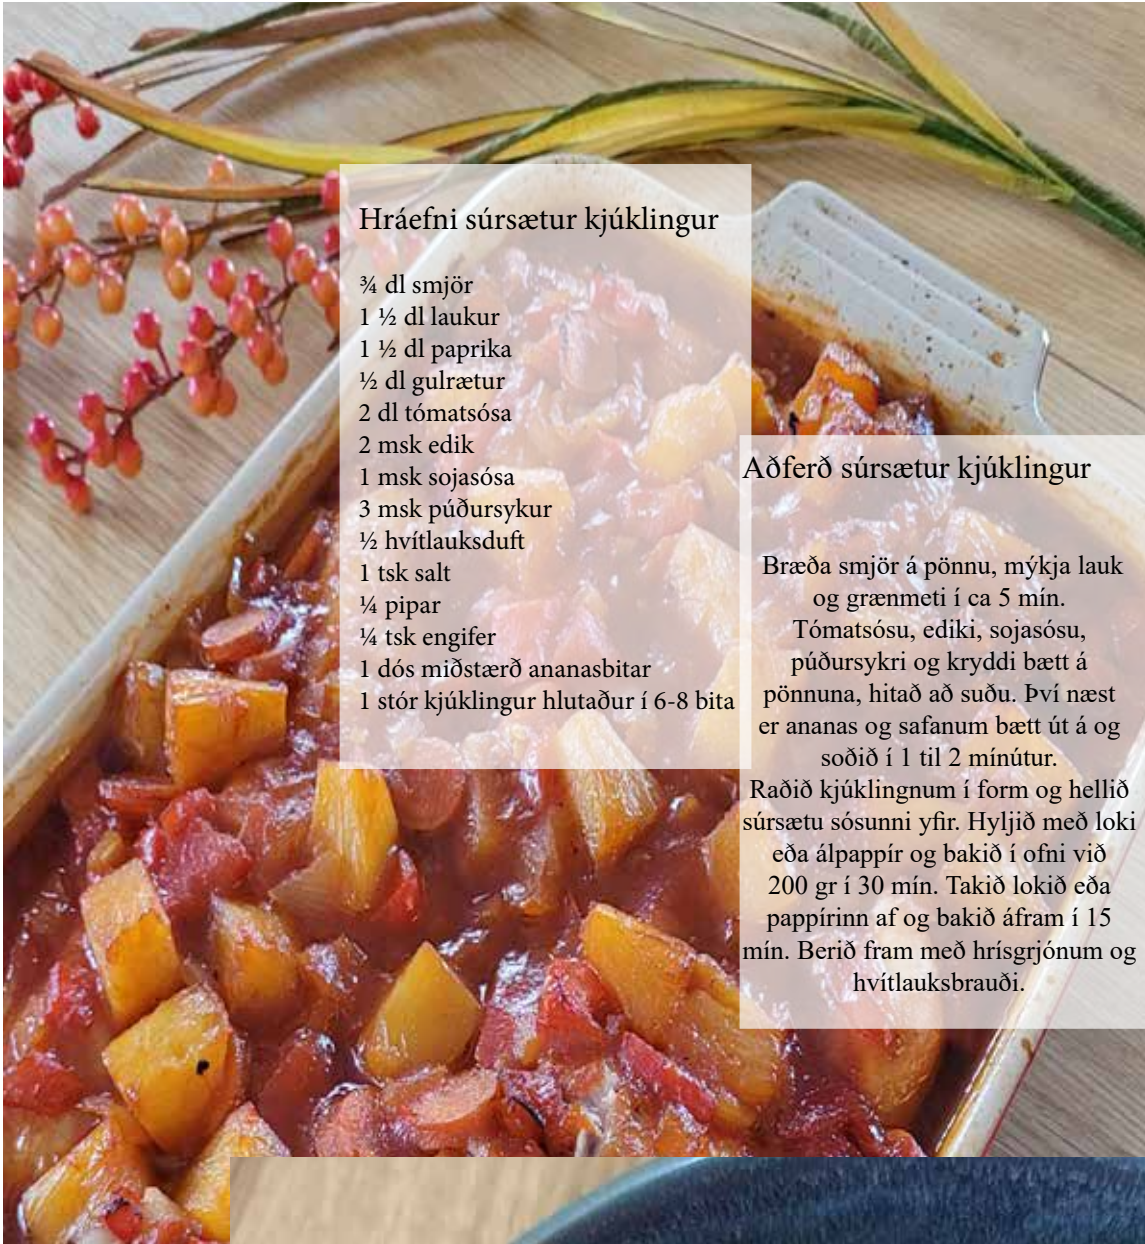 Hráefni súrsætur kjúklingur
¾ dl smjör
1 ½ dl laukur
1 ½ dl paprika
½ dl gulrætur
2 dl tómatsósa
2 msk edik
1 msk sojasósa
3 msk púðursykur
½ hvítlauksduft
1 tsk salt
¼ pipar
¼ tsk engifer
1 dós miðstærð ananasbitar
1 stór kjúklingur hlutaður í 6-8 bita
Aðferð súrsætur kjúklingur
Bræða smjör á pönnu, mýkja lauk
og grænmeti í ca 5 mín.
Tómatsósu, ediki, sojasósu,
púðursykri og kryddi bætt á
pönnuna, hitað að suðu. Því næst
er ananas og safanum bætt út á og
soðið í 1 til 2 mínútur.
Raðið kjúklingnum í form og hellið
súrsætu sósunni yfir. Hyljið með loki
eða álpappír og bakið í ofni við
200 gr í 30 mín. Takið lokið eða
pappírinn af og bakið áfram í 15
mín. Berið fram með hrísgrjónum og
hvítlauksbrauði.